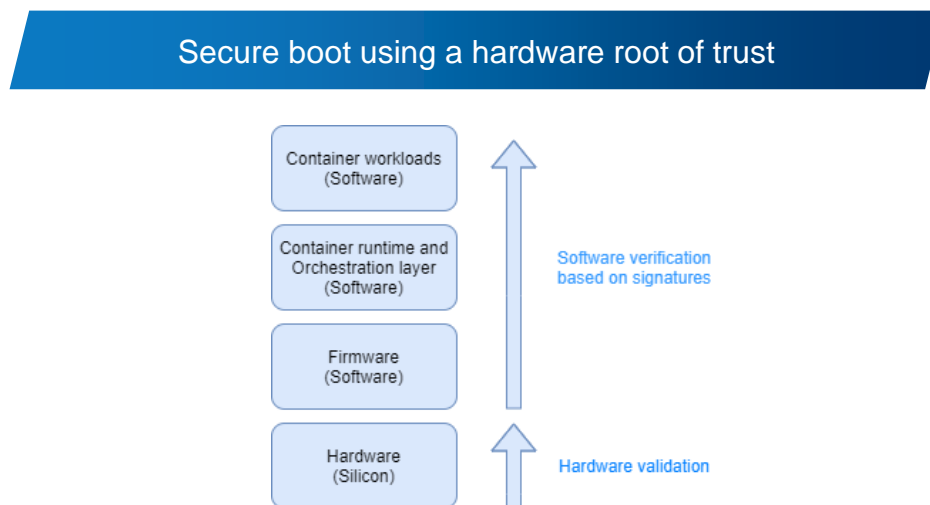 Secure boot using a hardware root of trust
Container workloads
(Software)
Container runtime and
Orchestration layer
(Software)
Software verification
based on signatures
Firmware
(Software)
Hardware
(Silicon)
Hardware validation